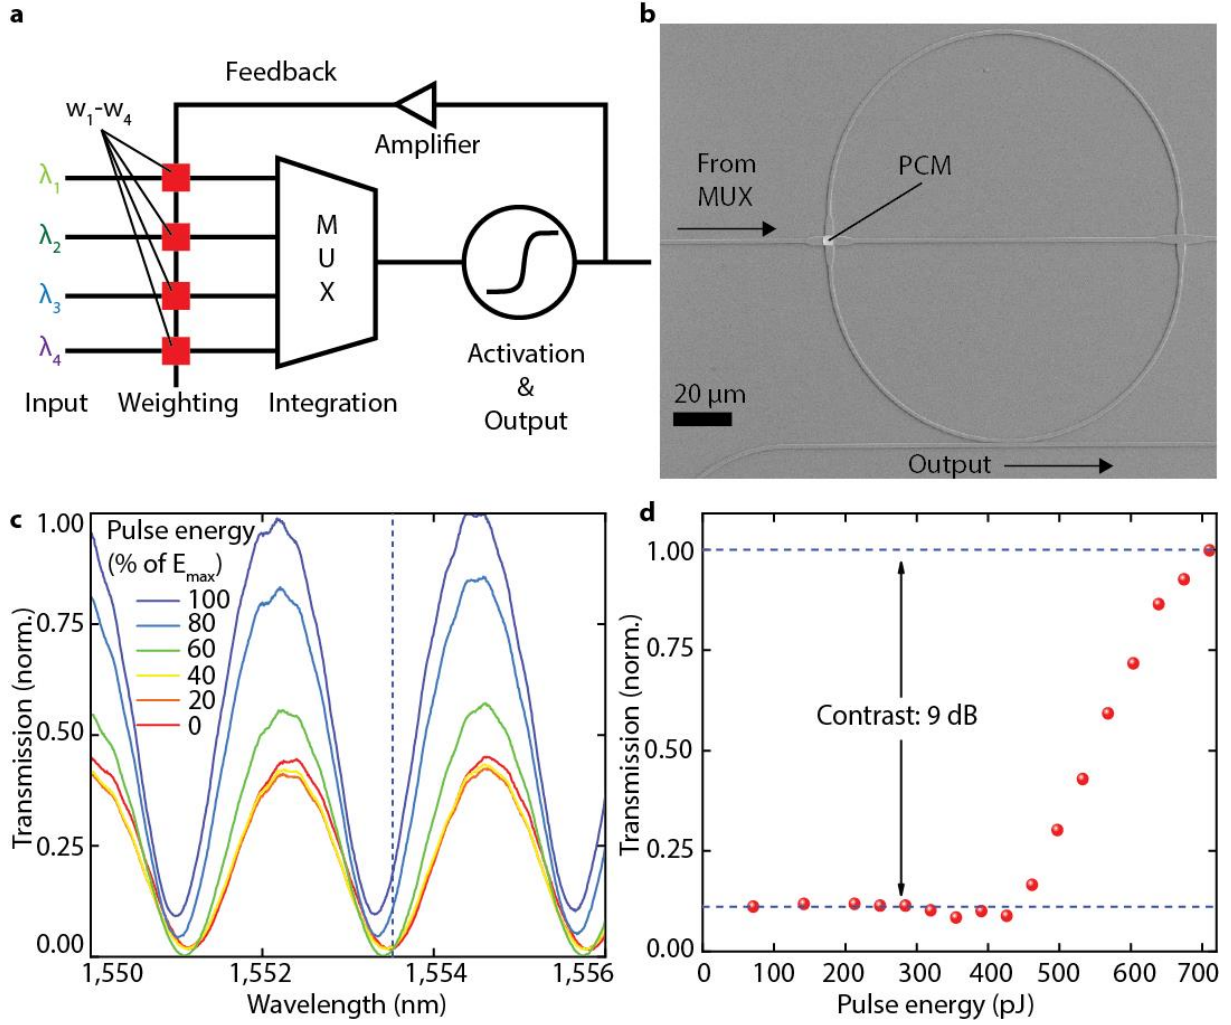 a
Feedback
w1-w4
Amplifier
λ1
λ2
λ3
λ4
M
U
X
Input
Weighting
Integration
Activation
&
Output
b
From
MUX
PCM
20 μm
Output
c
Pulse energy
(% of Emax)
100
80
60
40
20
0
1.00
0.75
0.50
0.25
0.00
Transmission (norm.)
1,550
1,552
1,554
1,556
Wavelength (nm)
d
1.00
0.75
0.50
0.25
0.00
Transmission (norm.)
Contrast: 9 dB
0
100
200
300
400
500
600
700
Pulse energy (pJ)